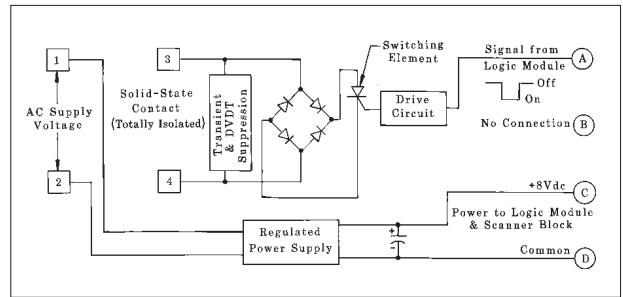 1
AC Supply
Voltage
2
3
Solid-State
Contact
(Totally Isolated)
4
Transient
& DVDT
Suppression
Switching
Element
Drive
Circuit
Signal from
Logic Module
Off
On
A
No Connection
B
+8Vdc
C
Power to Logic Module
& Scanner Block
Regulated
Power Supply
+
-
Common
D